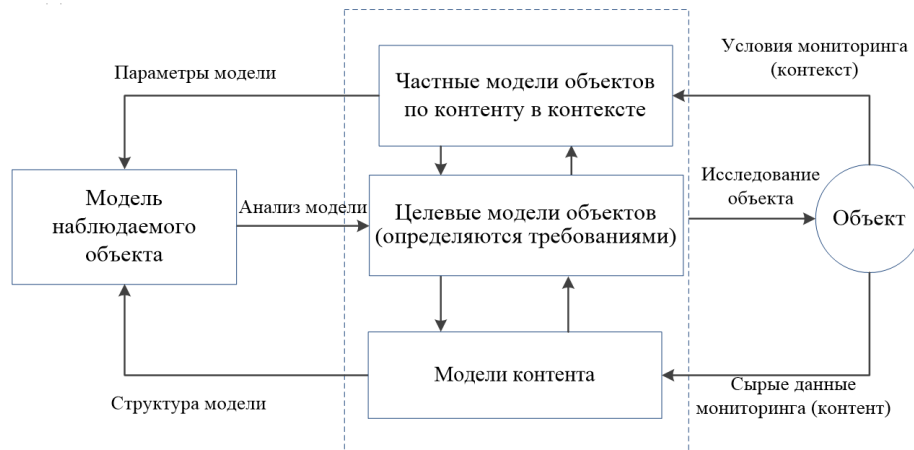 Условия мониторинга
(контекст)
Параметры модели
Частные модели объектов
по контенту в контексте
Исследование
объекта
Модель
наблюдаемого
объекта
Анализ модели
Целевые модели объектов
(определяются требованиями)
Объект
Модели контента
Структура модели
Сырые данные
мониторинга (контент)